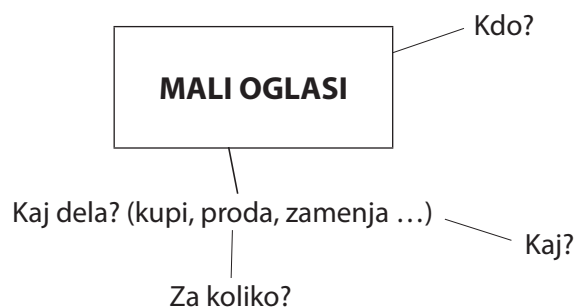 Kdo?
MALI OGLASI
Kaj dela? (kupi, proda, zamenja …)
Kaj?
Za koliko?